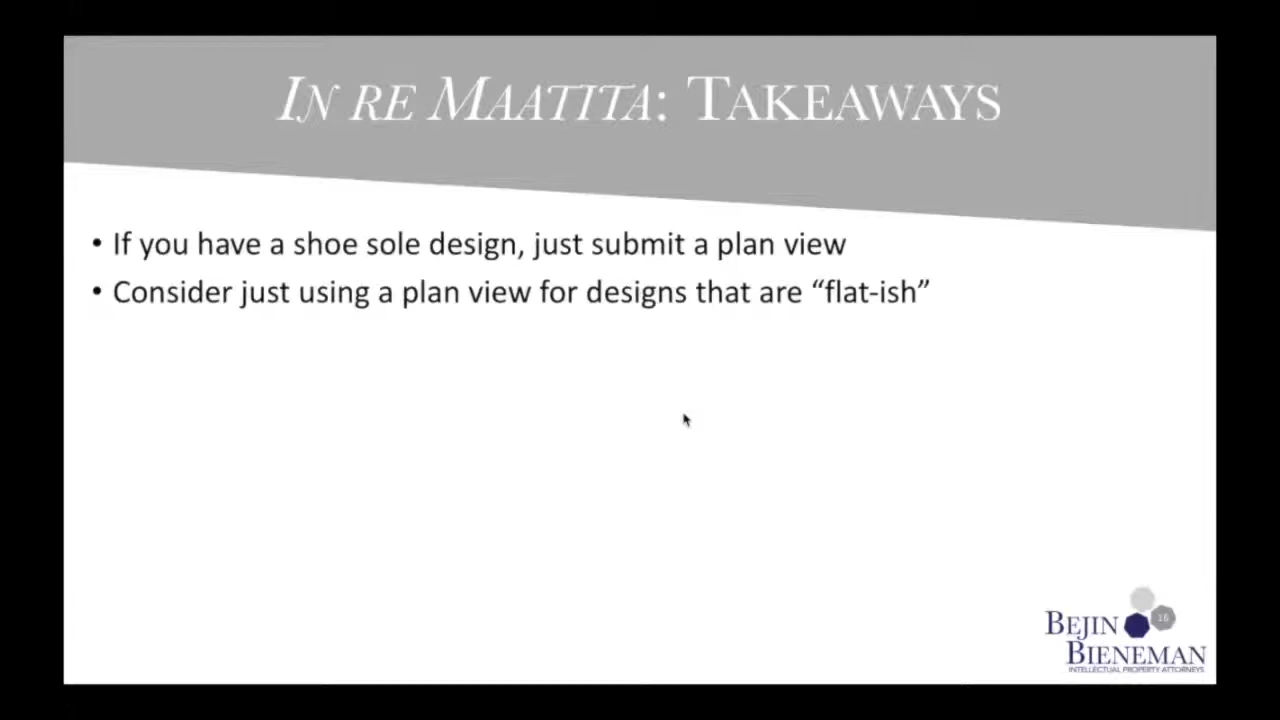 IN RE MAATITA: TAKEAWAYS
• If you have a shoe sole design, just submit a plan view
• Consider just using a plan view for designs that are “flat-ish”
16
BEJIN
BIENEMAN
INTELLECTUAL PROPERTY ATTORNEYS